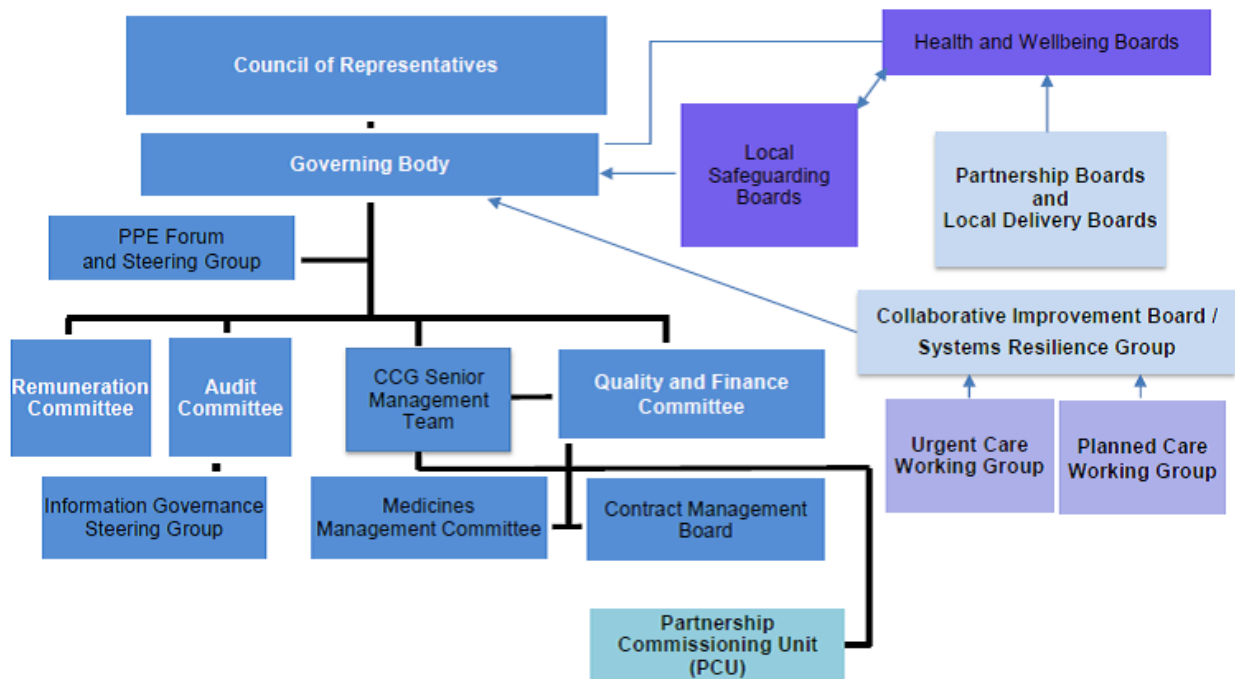 Council of Representatives
Health and Wellbeing Boards
Governing Body
Local
Safeguarding
Boards
Partnership Boards
and
Local Delivery Boards
PPE Forum
and Steering Group
Collaborative Improvement Board /
Systems Resilience Group
Remuneration
Committee
Audit
Committee
CCG Senior
Management
Team
Quality and Finance
Committee
Urgent Care
Working Group
Planned Care
Working Group
Information Governance
Steering Group
Medicines
Management Committee
Contract Management
Board
Partnership
Commissioning Unit
(PCU)